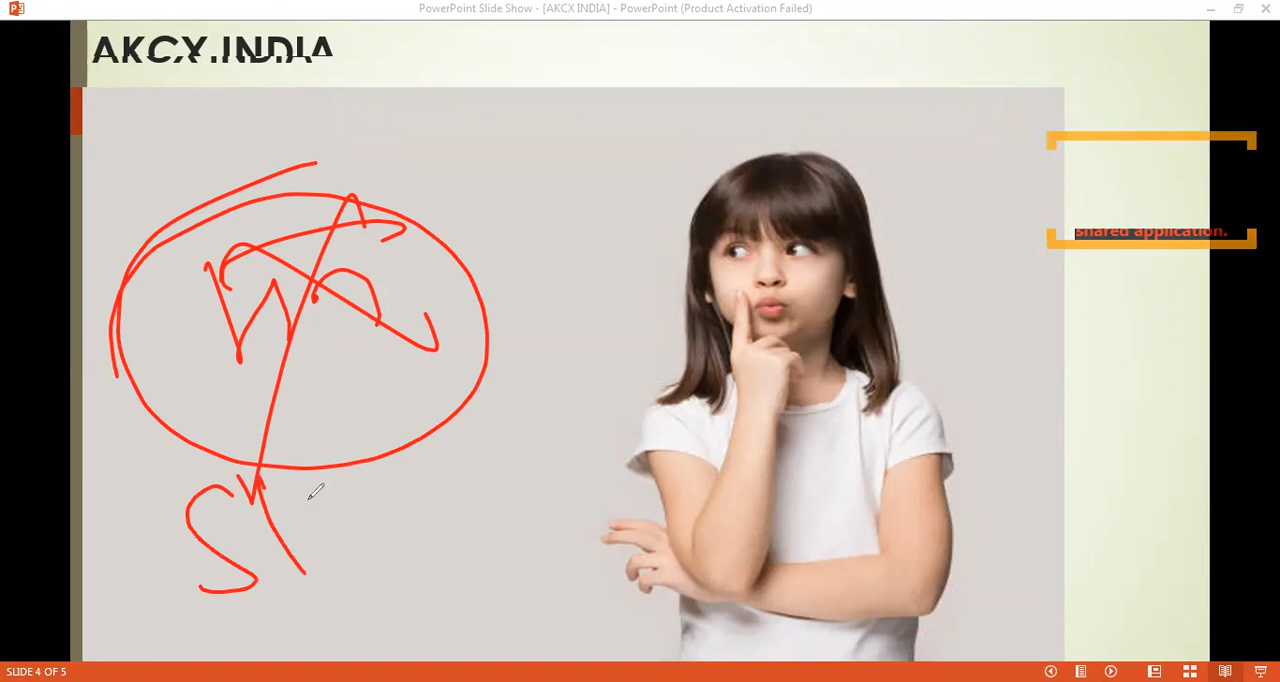 PowerPoint Slide Show - [AKCX INDIA] - PowerPoint (Product Activation Failed)
AKCX.INDIA
shared application.
SLIDE 4 OF 5